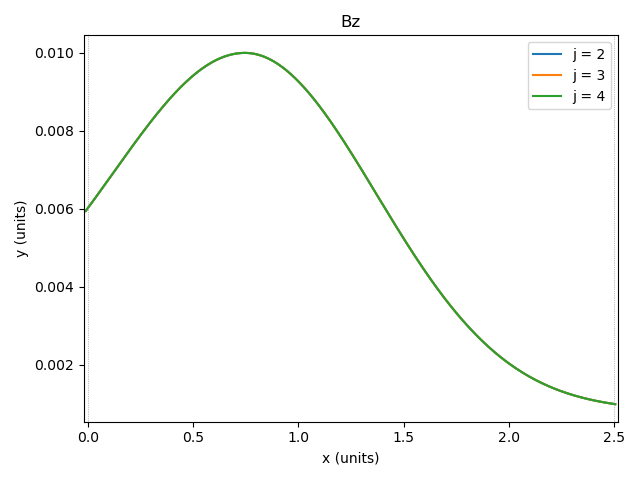 Bz
j = 2
j = 3
j = 4
0.010
0.008
0.006
0.004
0.002
y (units)
0.0 0.5 1.0 1.5 2.0 2.5
x (units)